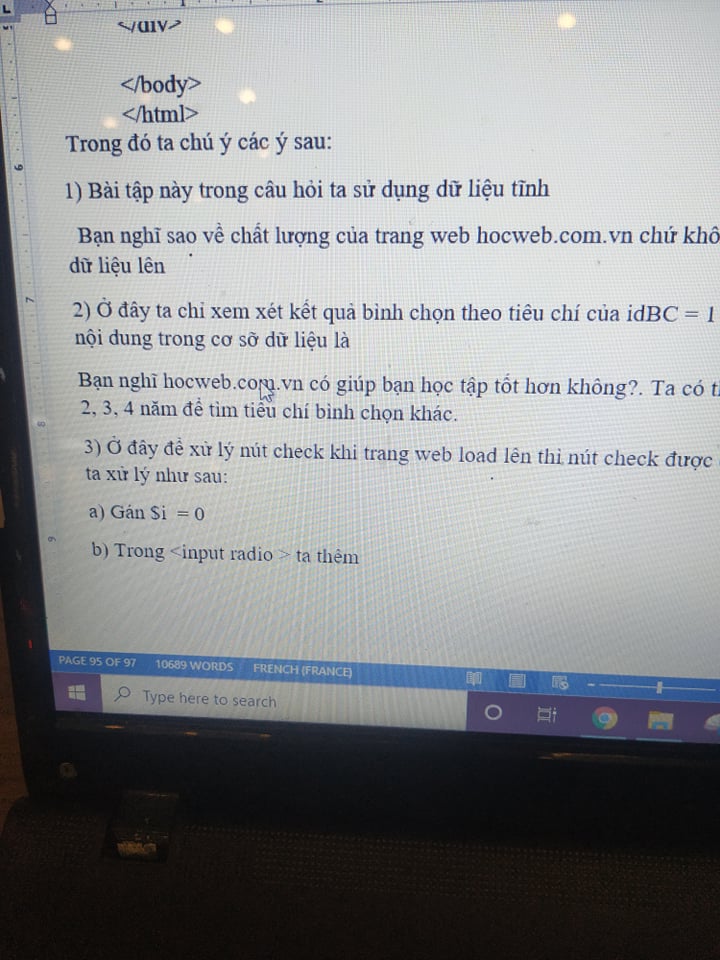 </div>
</body>
</html>
Trong đó ta chú ý các ý sau:
1) Bài tập này trong câu hỏi ta sử dụng dữ liệu tĩnh
Bạn nghĩ sao về chất lượng của trang web hocweb.com.vn chứ khô
dữ liệu lên
2) Ở đây ta chỉ xem xét kết quả bình chọn theo tiêu chí của idBC = 1
nội dung trong cơ sở dữ liệu là
Bạn nghĩ hocweb.com.vn có giúp bạn học tập tốt hơn không?. Ta có t
2, 3, 4 năm để tìm tiêu chí bình chọn khác.
3) Ở đây để xử lý nút check khi trang web load lên thì nút check được
ta xử lý như sau:
a) Gán $i = 0
b) Trong <input radio > ta thêm
PAGE 95 OF 97 10689 WORDS FRENCH (FRANCE)
Type here to search